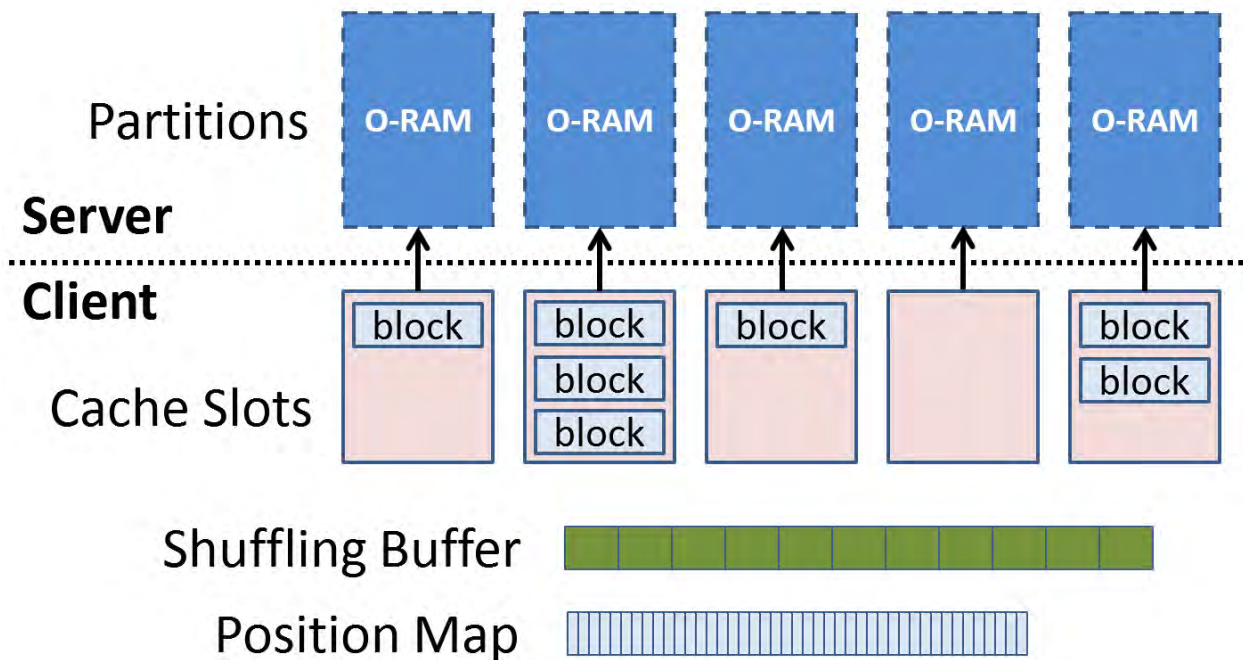 Partitions
O-RAM O-RAM O-RAM O-RAM O-RAM
Server
Client
block block block block
block block
block
Cache Slots
Shuffling Buffer
Position Map